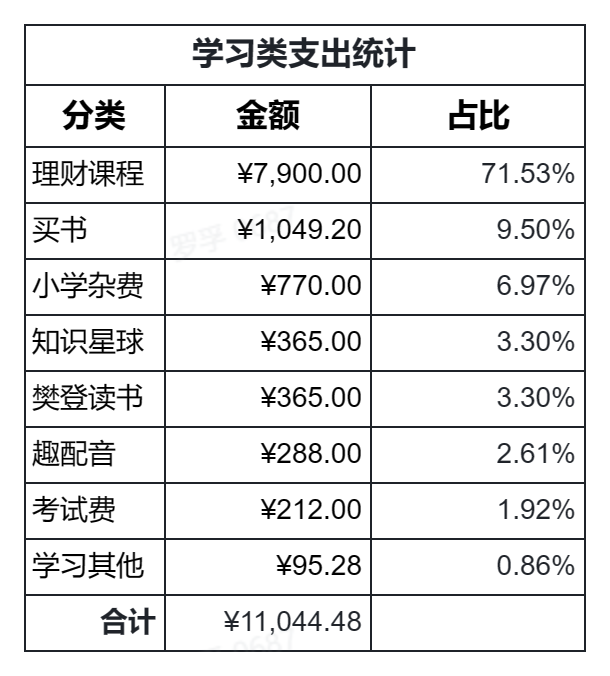 学习类支出统计
分类 金额 占比
理财课程 ¥7,900.00 71.53%
买书 ¥1,049.20 9.50%
小学杂费 ¥770.00 6.97%
知识星球 ¥365.00 3.30%
樊登读书 ¥365.00 3.30%
趣配音 ¥288.00 2.61%
考试费 ¥212.00 1.92%
学习其他 ¥95.28 0.86%
合计 ¥11,044.48